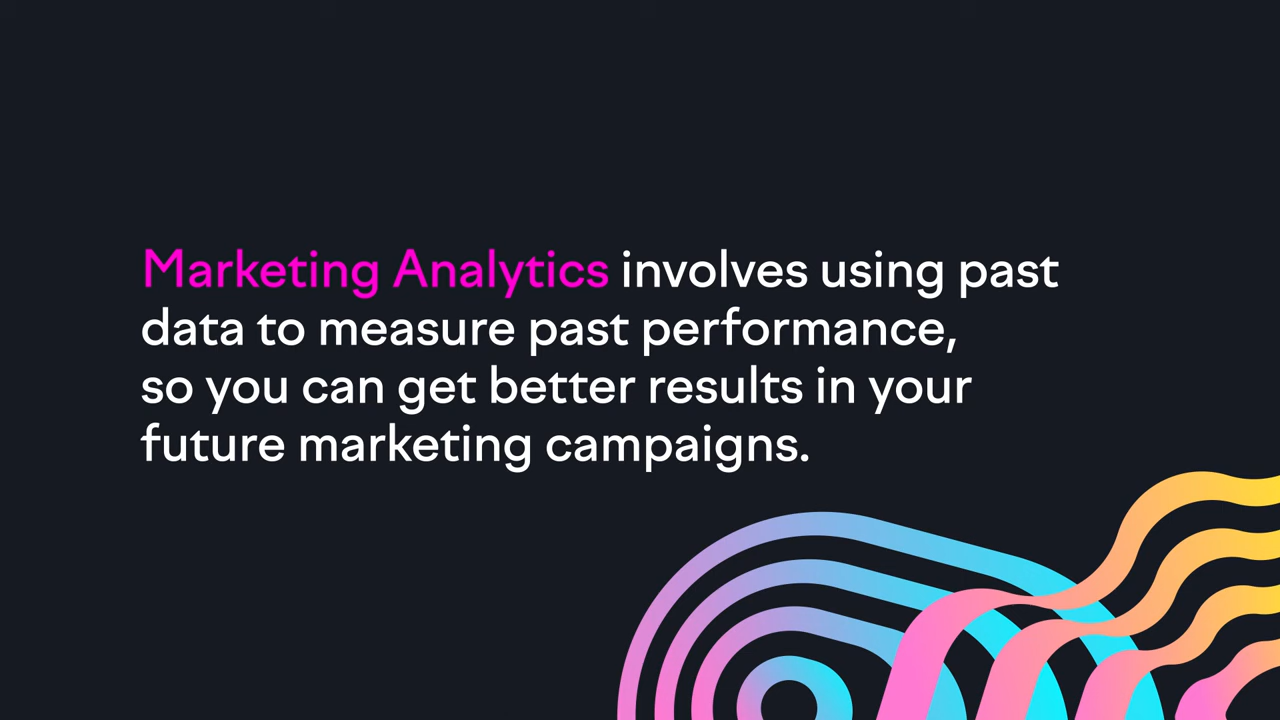 Marketing Analytics involves using past
data to measure past performance,
so you can get better results in your
future marketing campaigns.